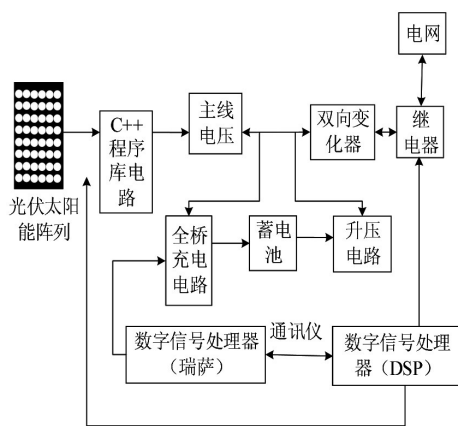 电网
C++
程序
库电
路
主线
电压
双向变
化器
继
电器
光伏太阳
能阵列
全桥
充电
电路
蓄电
池
升压
电路
数字信号处理器
（瑞萨）
通讯仪
数字信号处理
器（DSP）